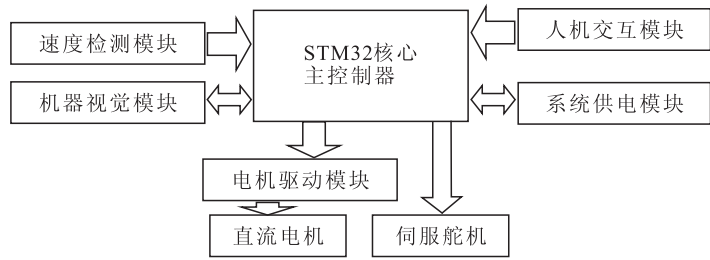 速度检测模块
STM32核心
主控制器
人机交互模块
机器视觉模块
系统供电模块
电机驱动模块
直流电机
伺服舵机